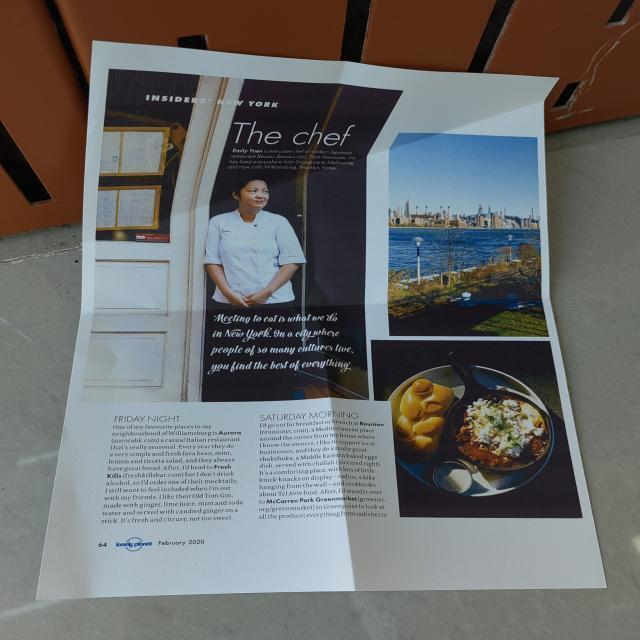 INSIDERS' NEW YORK
The chef
Emily Yuen is executive chef at modern Japanese
restaurant Bessou (bessou.nyc). From Vancouver, she
has lived everywhere from Singapore to Melbourne,
and now calls Williamsburg, Brooklyn, home.
'Meeting to eat is what we do
in New York. In a city where
people of so many cultures live,
you find the best of everything'.
FRIDAY NIGHT
One of my favourite places in my
neighbourhood of Williamsburg is Aurora
(aurorabk.com) a casual Italian restaurant
that's really seasonal. Every year they do
a very simple and fresh fava bean, mint,
lemon and ricotta salad, and they always
have great bread. After, I'd head to Fresh
Kills (freshkillsbar.com) but I don't drink
alcohol, so I'd order one of their mocktails.
I still want to feel included when I'm out
with my friends. I like their Old Tom Gin,
made with ginger, lime juice, mint and soda
water and served with candied ginger on a
stick. It's fresh and citrusy, not too sweet.
SATURDAY MORNING
I'd go out for breakfast or brunch at Reunion
(reunionyc.com), a Mediterranean place
around the corner from my house where
I know the owners. I like to support local
businesses, and they do a really great
shakshuka, a Middle Eastern baked eggs
dish, served with challah (pictured right).
It's a comforting place, with lots of little
knick-knacks on display – radios, a bike
hanging from the wall – and cookbooks
about Tel Aviv food. After, I'd wander over
to McCarren Park Greenmarket (grownyc.
org/greenmarket) in Greenpoint to look at
all the produce; everything from radishes to
64 lonely planet February 2020